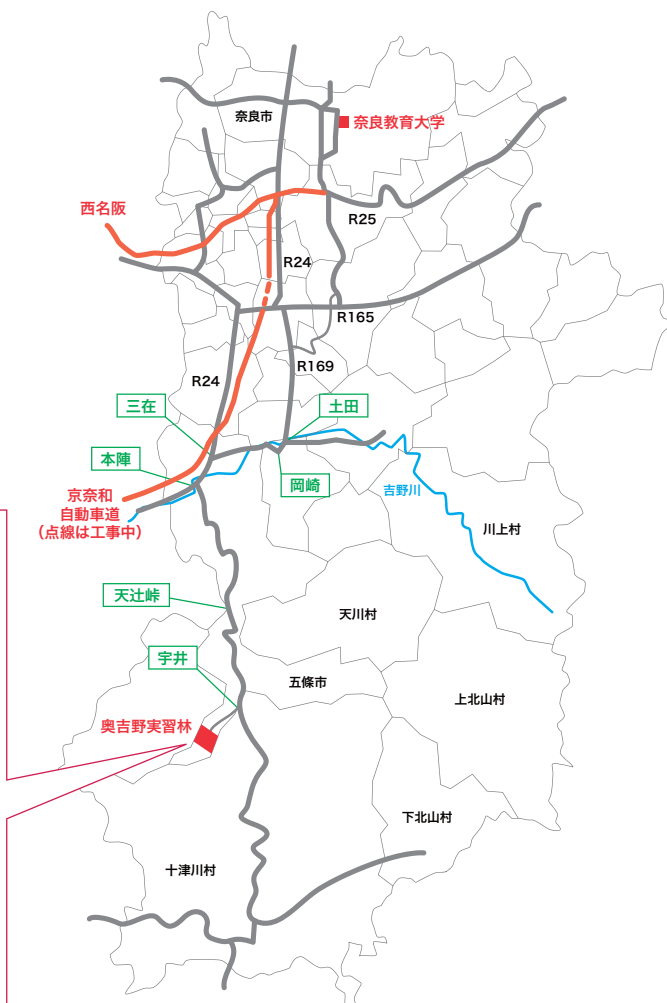 奈良市
奈良教育大学
西名阪
R25
R24
R165
R169
R24
三在
土田
本陣
岡崎
京奈和
自動車道
(点線は工事中)
吉野川
川上村
天辻峠
天川村
宇井
五條市
上北山村
奥吉野実習林
下北山村
十津川村